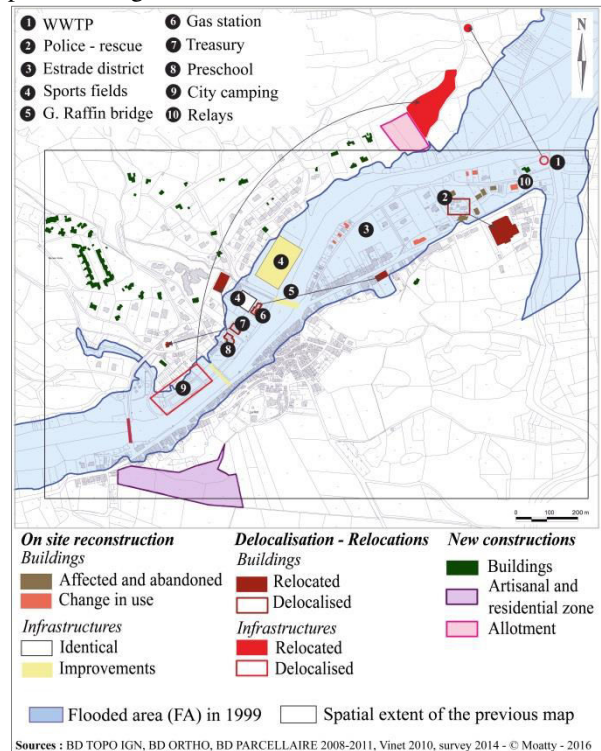 1 WWTP
2 Police - rescue
3 Estrade district
4 Sports fields
5 G. Raffin bridge
6 Gas station
7 Treasury
8 Preschool
9 City camping
10 Relays
N
1
10
2
3
4
5
4
6
7
8
9
0 100 200 m
On site reconstruction
Buildings
Affected and abandoned
Change in use
Infrastructures
Identical
Improvements
Delocalisation - Relocations
Buildings
Relocated
Delocalised
Infrastructures
Relocated
Delocalised
New constructions
Buildings
Artisanal and
residential zone
Allotment
Flooded area (FA) in 1999
Spatial extent of the previous map
Sources : BD TOPO IGN, BD ORTHO, BD PARCELLAIRE 2008-2011, Vinet 2010, survey 2014 - © Moatty - 2016